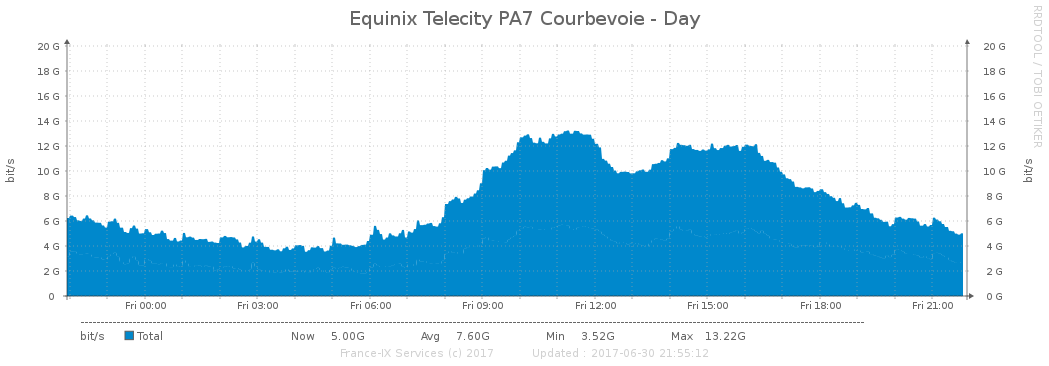 Equinix Telecity PA7 Courbevoie - Day
RRDTOOL / TOBI OETIKER
bit/s
20 G 20 G
18 G 18 G
16 G 16 G
14 G 14 G
12 G 12 G
10 G 10 G
8 G 8 G
6 G 6 G
4 G 4 G
2 G 2 G
0 0 G
bit/s
Fri 00:00 Fri 03:00 Fri 06:00 Fri 09:00 Fri 12:00 Fri 15:00 Fri 18:00 Fri 21:00
bit/s Total Now 5.00G Avg 7.60G Min 3.52G Max 13.22G
France-IX Services (c) 2017 Updated : 2017-06-30 21:55:12